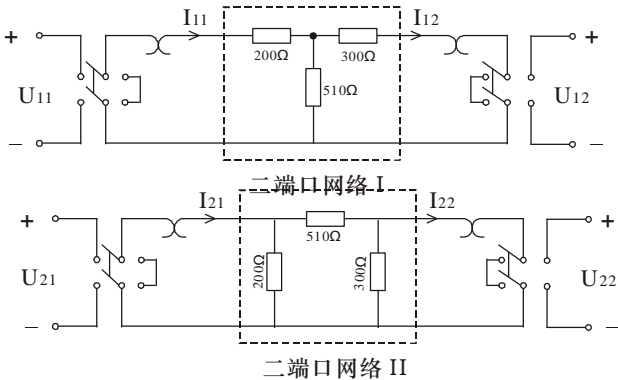 I11
I12
+
+
200Ω
300Ω
U11
510Ω
U12
−
−
二端口网络 I
I21
I22
+
+
510Ω
U21
200Ω
300Ω
U22
−
−
二端口网络 II